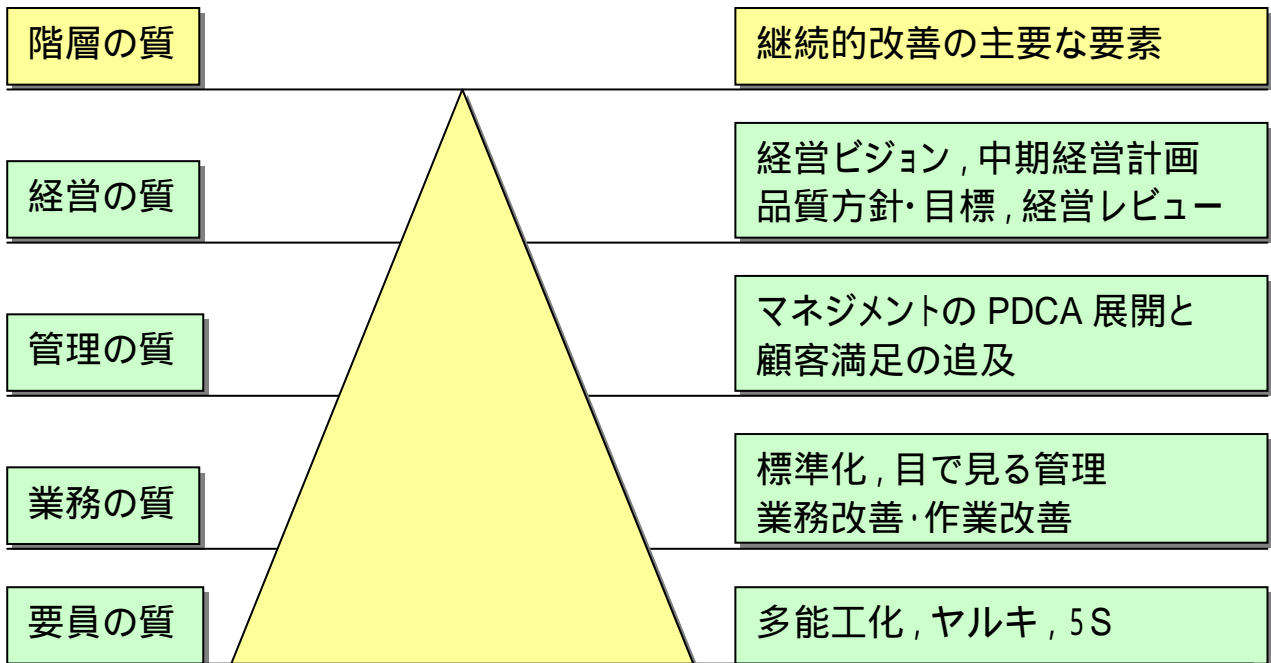 階層の質
継続的改善の主要な要素
経営の質
経営ビジョン , 中期経営計画
品質方針・目標 , 経営レビュー
管理の質
マネジメントの PDCA 展開と
顧客満足の追及
業務の質
標準化 , 目で見る管理
業務改善・作業改善
要員の質
多能工化 , ヤルキ , 5S